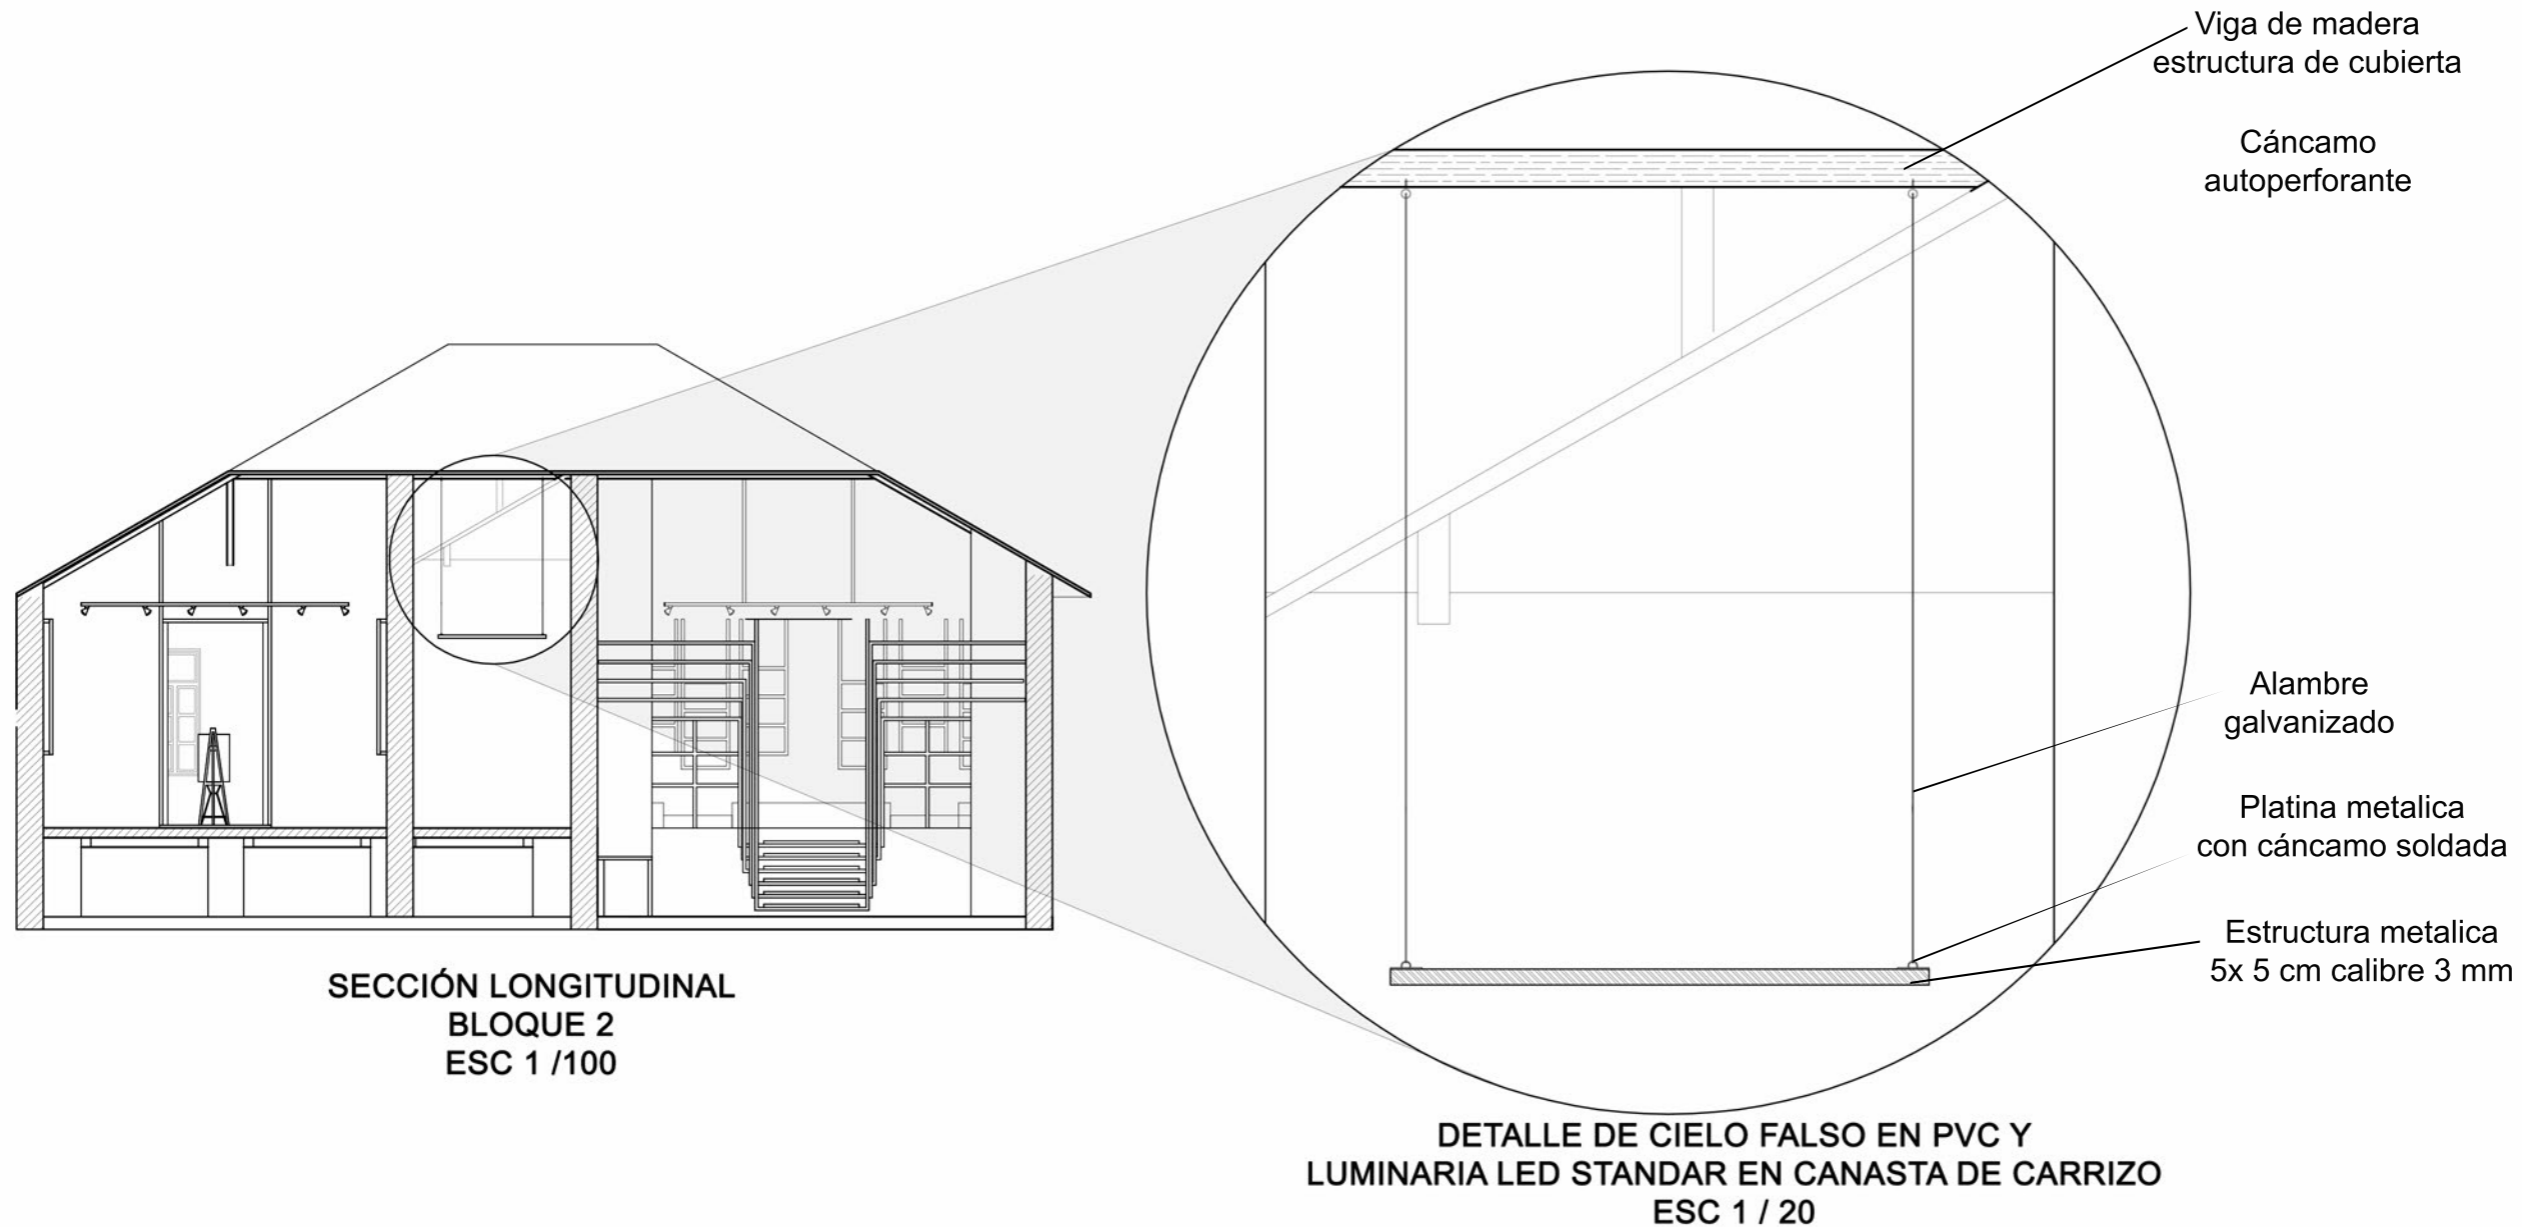 Viga de madera
estructura de cubierta
Cáncamo
autoperforante
Alambre
galvanizado
Platina metalica
con cáncamo soldada
Estructura metalica
5x 5 cm calibre 3 mm
SECCIÓN LONGITUDINAL
BLOQUE 2
ESC 1 /100
DETALLE DE CIELO FALSO EN PVC Y
LUMINARIA LED STANDAR EN CANASTA DE CARRIZO
ESC 1 / 20